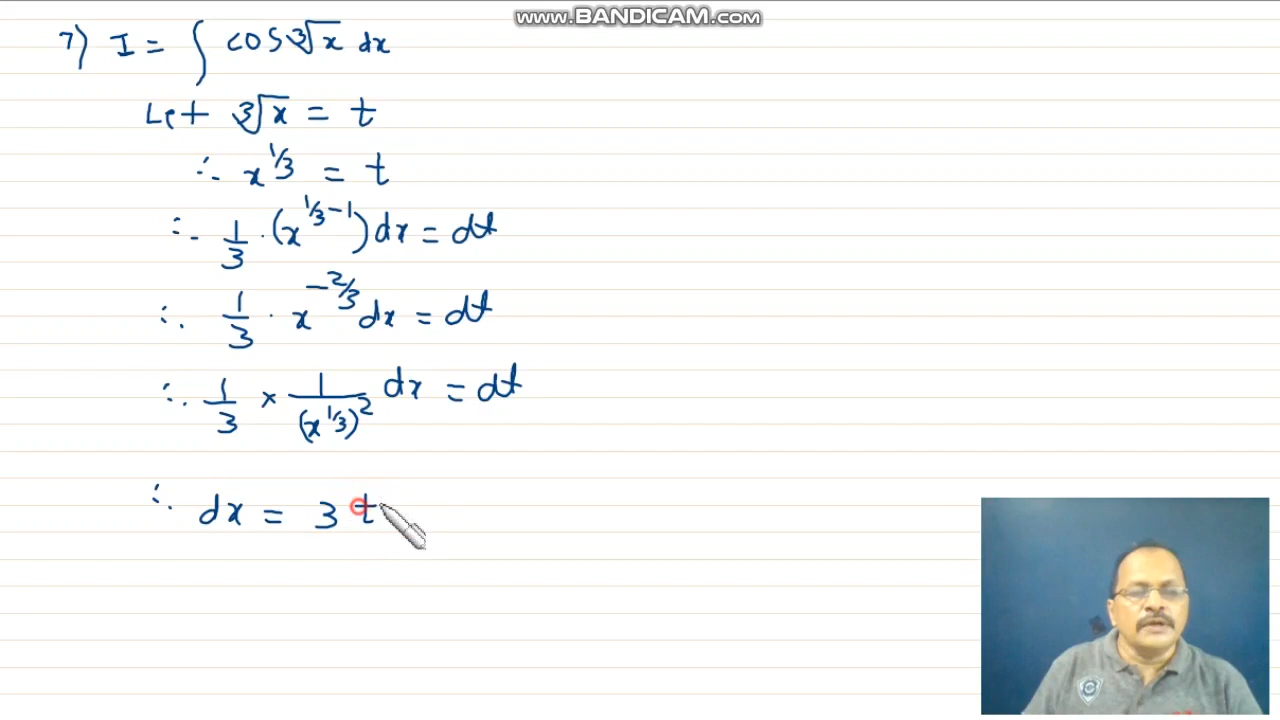 www.BANDICAM.com
7) I = ∫ cos ∛x dx
Let ∛x = t
∴ x^1/3 = t
∴ 1/3 · (x^1/3-1) dx = dt
∴ 1/3 · x^-2/3 dx = dt
∴ 1/3 × 1/(x^1/3)^2 dx = dt
∴ dx = 3 t